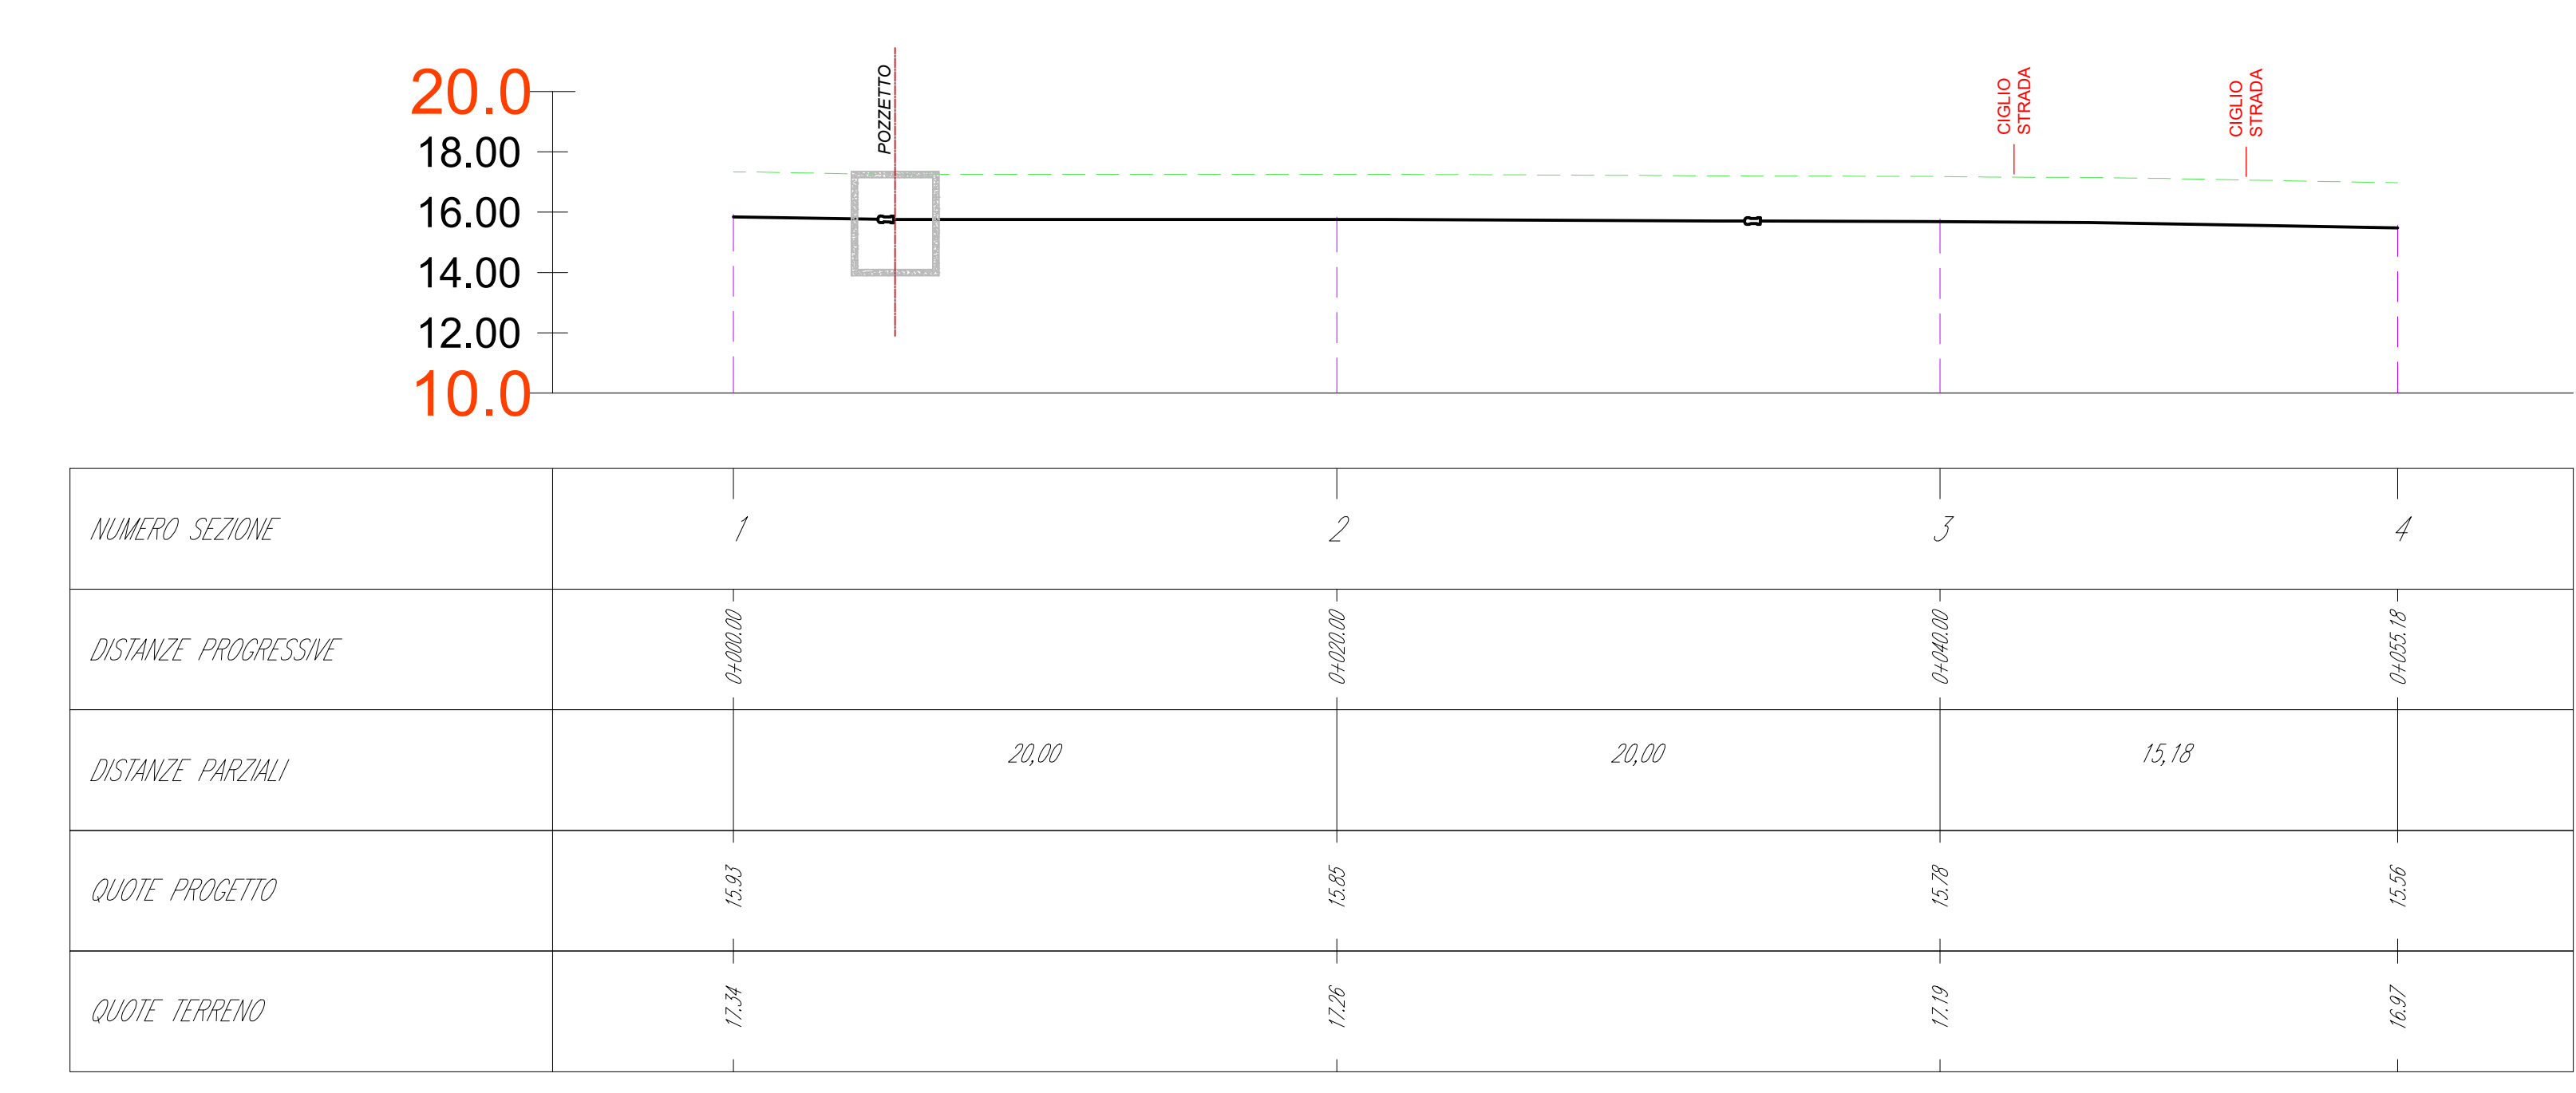 20.0
18.00
16.00
14.00
12.00
10.0
POZZETTO
CIGLIO
STRADA
CIGLIO
STRADA
NUMERO SEZIONE 1 2 3 4
DISTANZE PROGRESSIVE 0+000.00 0+020.00 0+040.00 0+055.18
DISTANZE PARZIALI 20,00 20,00 15,18
QUOTE PROGETTO 15.93 15.85 15.78 15.56
QUOTE TERRENO 17.34 17.26 17.19 16.97